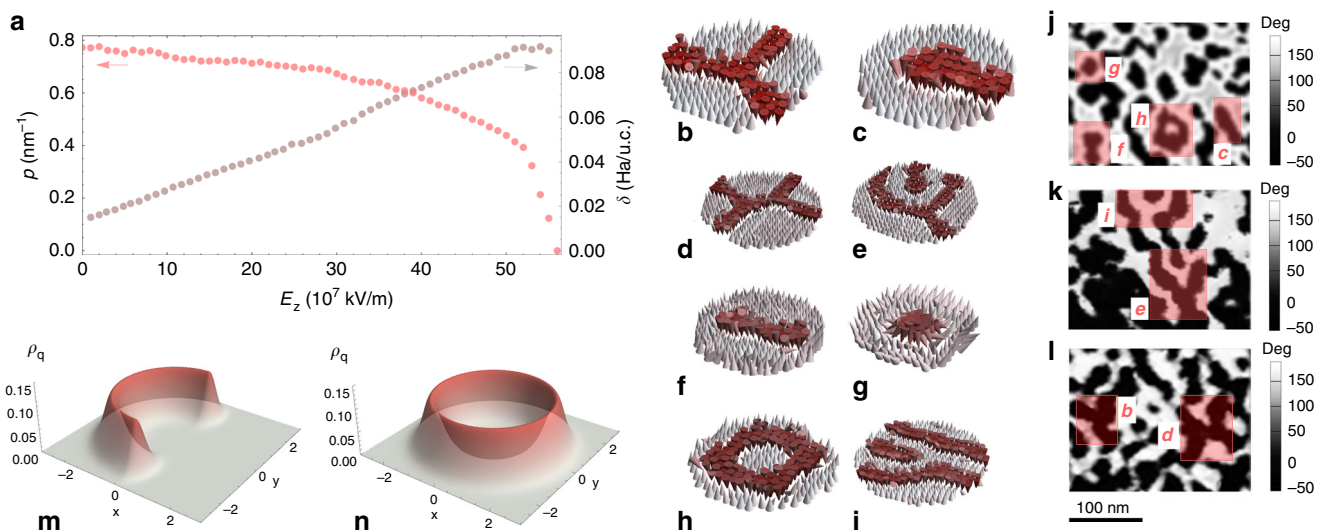 a
p (nm⁻¹)
0.8
0.6
0.4
0.2
0.0
0 10 20 30 40 50
E_z (10⁷ kV/m)
0.08
0.06
0.04
0.02
0.00
δ (Ha/u.c.)
b
c
d
e
f
g
h
i
j
g
h
f
c
Deg
150
100
50
0
−50
k
i
e
Deg
150
100
50
0
−50
l
b
d
Deg
150
100
50
0
−50
100 nm
ρ_q
0.15
0.10
0.05
0.00
−2
0
x
2
−2
0
y
2
m
ρ_q
0.15
0.10
0.05
0.00
−2
0
x
2
−2
0
y
2
n